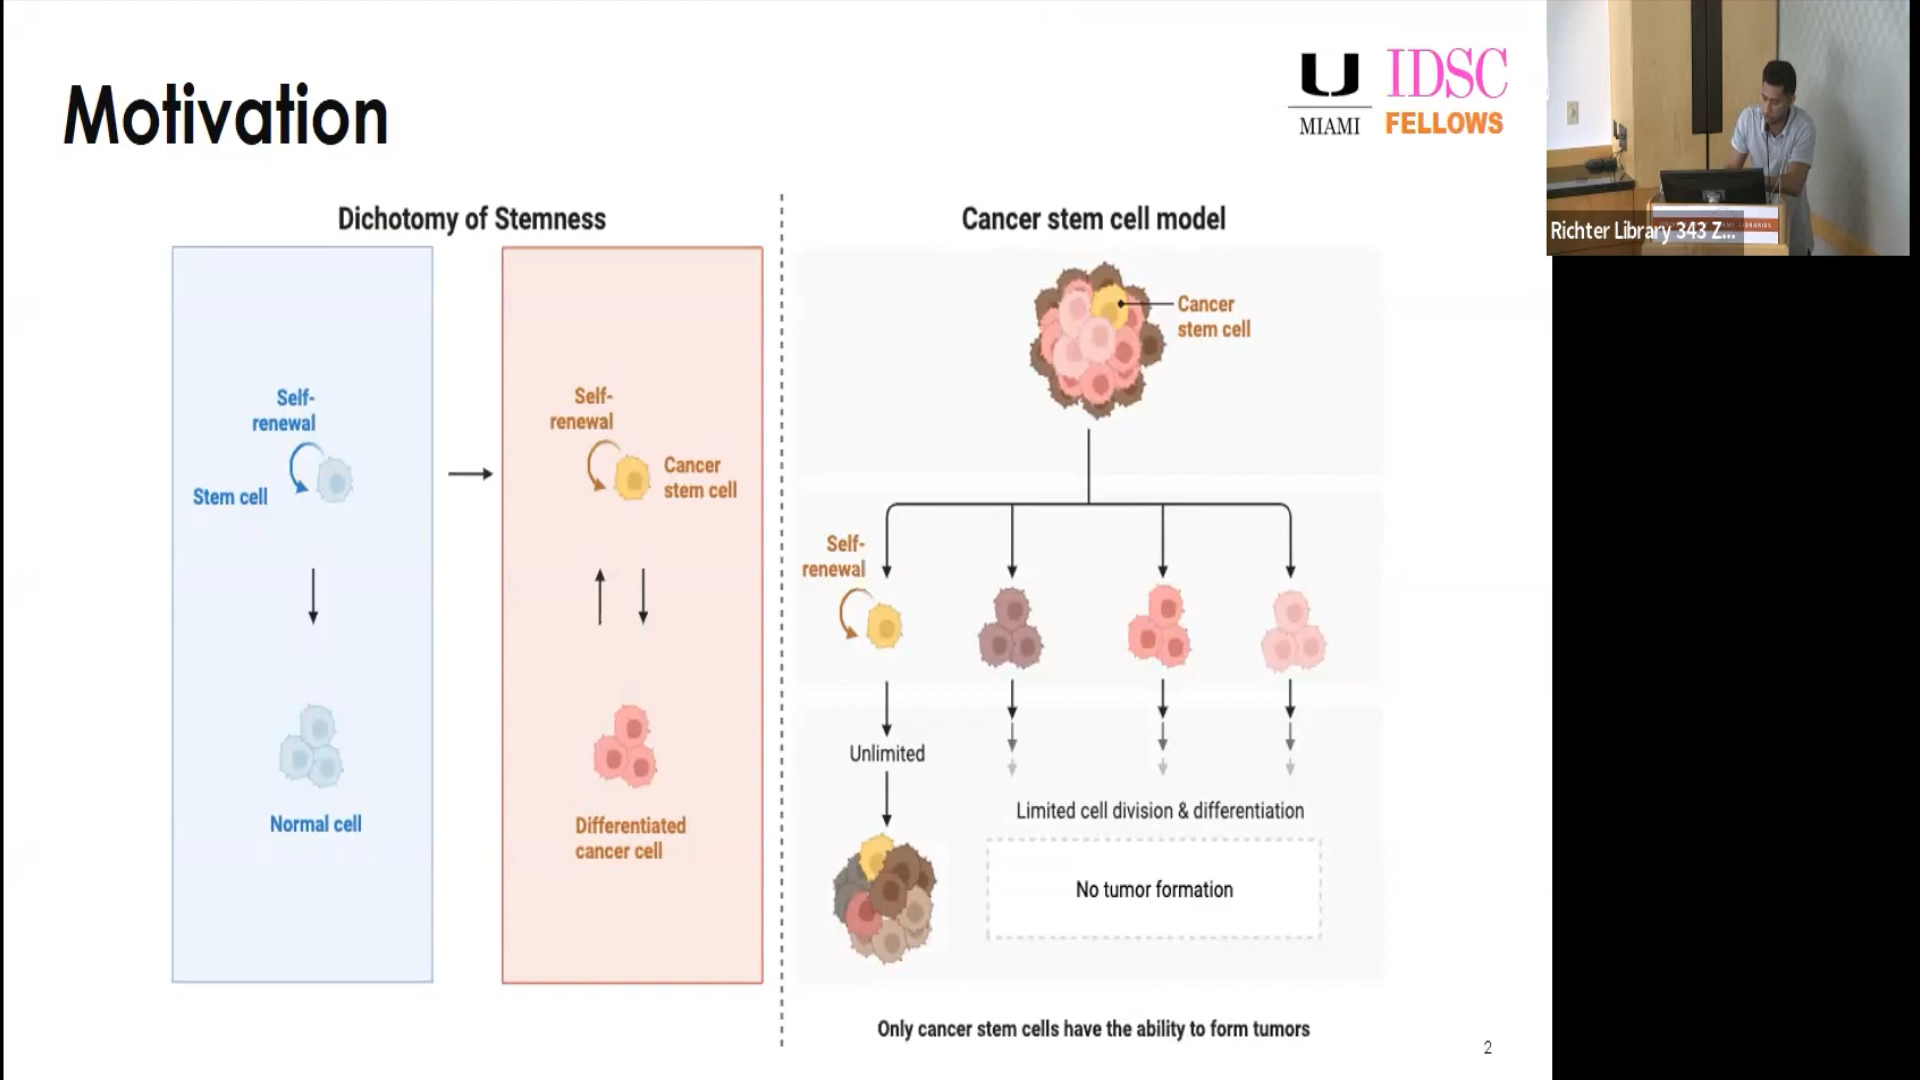 Motivation
U
MIAMI
IDSC
FELLOWS
Richter Library 343 Z...
Dichotomy of Stemness
Self-
renewal
Stem cell
Normal cell
Self-
renewal
Cancer
stem cell
Differentiated
cancer cell
Cancer stem cell model
Cancer
stem cell
Self-
renewal
Unlimited
Limited cell division & differentiation
No tumor formation
Only cancer stem cells have the ability to form tumors
2